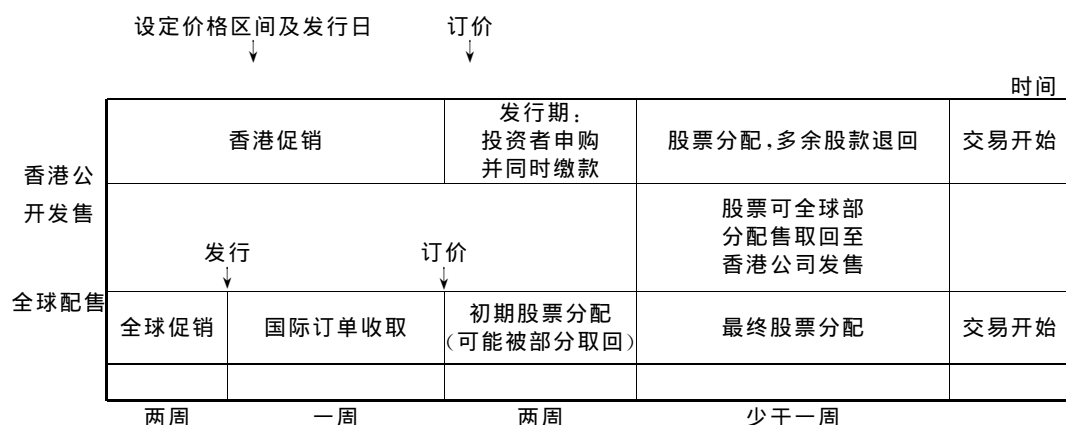 设定价格区间及发行日 订价
时间
香港促销
发行期：
投资者申购
并同时缴款
股票分配，多余股款退回
交易开始
香港公
开发售
股票可全球部
分配售取回至
香港公司发售
发行 订价
全球配售
全球促销
国际订单收取
初期股票分配
（可能被部分取回）
最终股票分配
交易开始
两周 一周 两周 少于一周